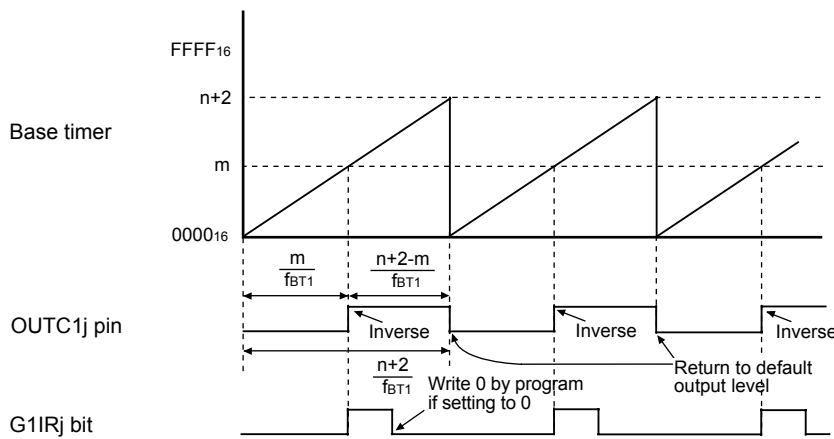 FFFF16
n+2
Base timer
m
000016
m
fBT1
n+2-m
fBT1
OUTC1j pin
Inverse
Inverse
Inverse
n+2
fBT1
Return to default
output level
Write 0 by program
if setting to 0
G1IRj bit